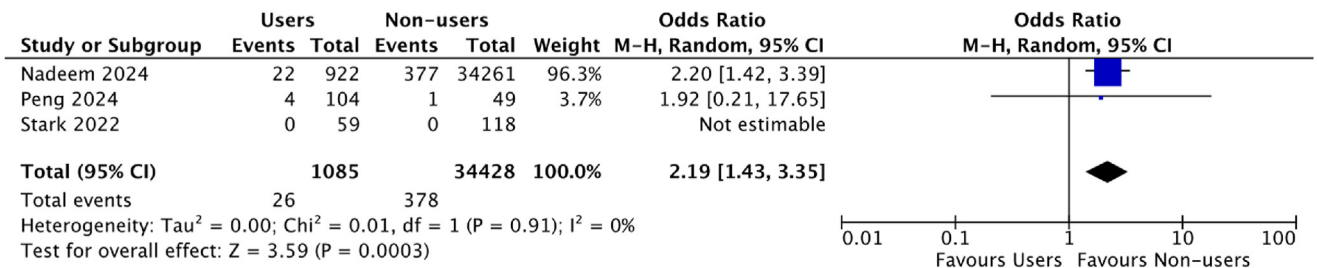 Users Non-users Odds Ratio Odds Ratio
Study or Subgroup Events Total Events Total Weight M-H, Random, 95% CI M-H, Random, 95% CI
Nadeem 2024 22 922 377 34261 96.3% 2.20 [1.42, 3.39]
Peng 2024 4 104 1 49 3.7% 1.92 [0.21, 17.65]
Stark 2022 0 59 0 118 Not estimable
Total (95% CI) 1085 34428 100.0% 2.19 [1.43, 3.35]
Total events 26 378
Heterogeneity: Tau² = 0.00; Chi² = 0.01, df = 1 (P = 0.91); I² = 0%
Test for overall effect: Z = 3.59 (P = 0.0003)
0.01 0.1 1 10 100
Favours Users Favours Non-users